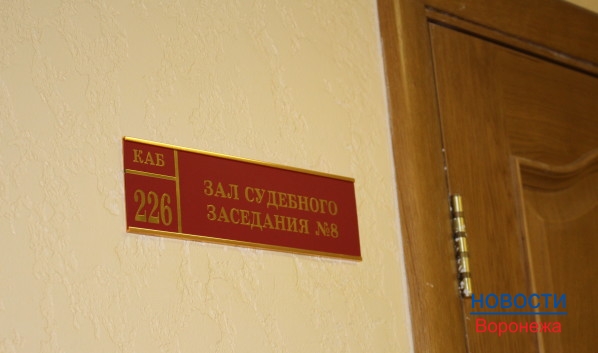 КАБ
226
ЗАЛ СУДЕБНОГО
ЗАСЕДАНИЯ №8
НОВОСТИ
Воронежа